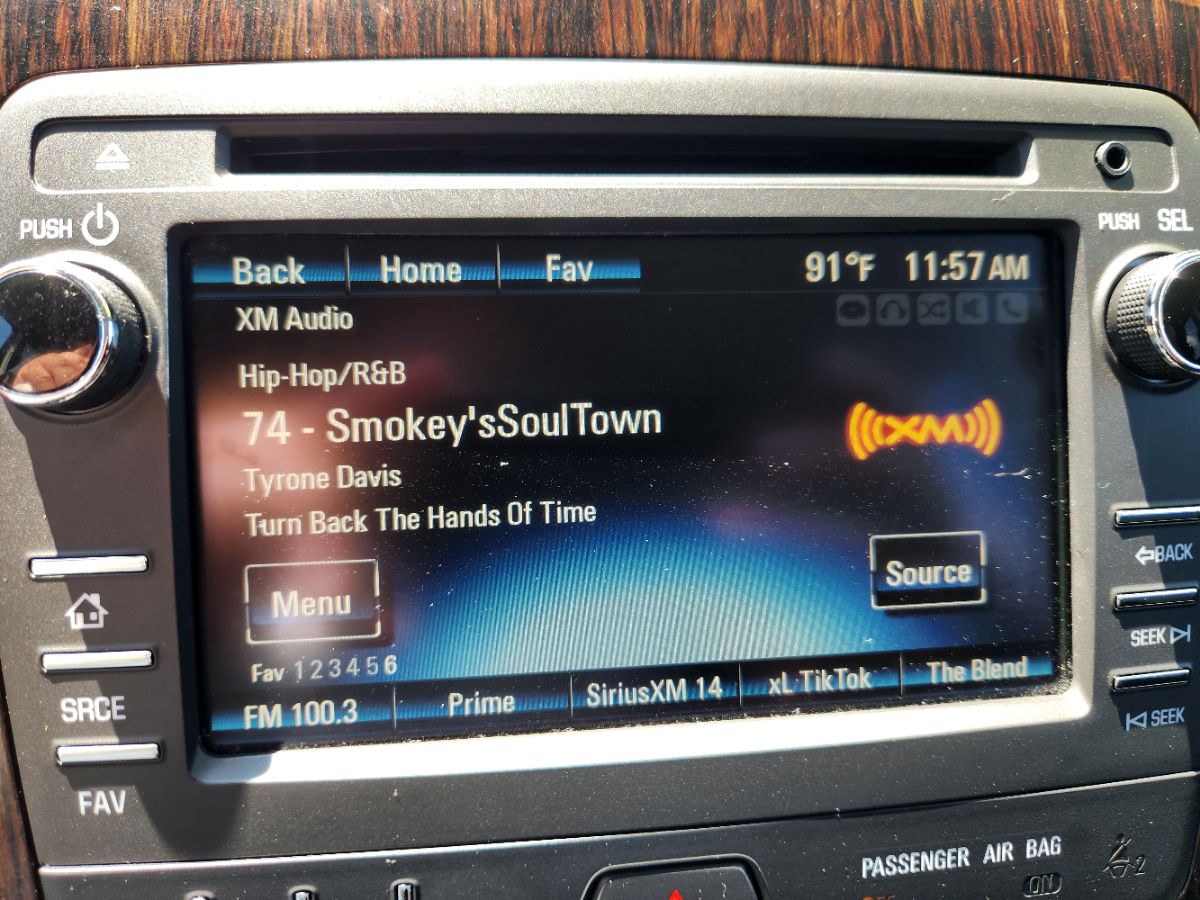 PUSH
PUSH SEL
Back Home Fav 91°F 11:57AM
XM Audio
Hip-Hop/R&B
74 - Smokey'sSoulTown
XM
Tyrone Davis
Turn Back The Hands Of Time
Menu
Source
Fav 1 2 3 4 5 6
FM 100.3 Prime SiriusXM 14 xL TikTok The Blend
SRCE
FAV
BACK
SEEK
SEEK
PASSENGER AIR BAG
ON
2